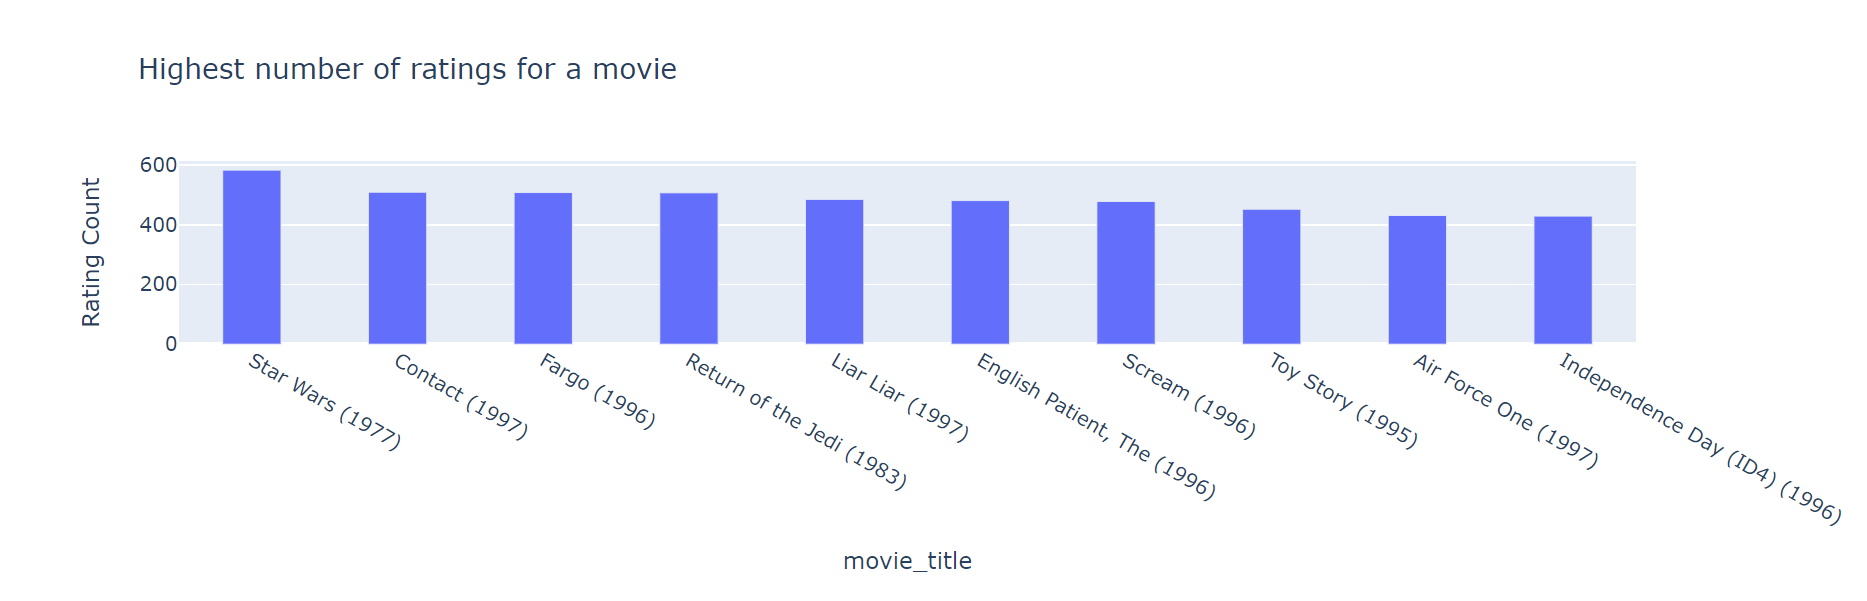 Highest number of ratings for a movie
Rating Count
600
400
200
0
Star Wars (1977)
Contact (1997)
Fargo (1996)
Return of the Jedi (1983)
Liar Liar (1997)
English Patient, The (1996)
Scream (1996)
Toy Story (1995)
Air Force One (1997)
Independence Day (ID4) (1996)
movie_title